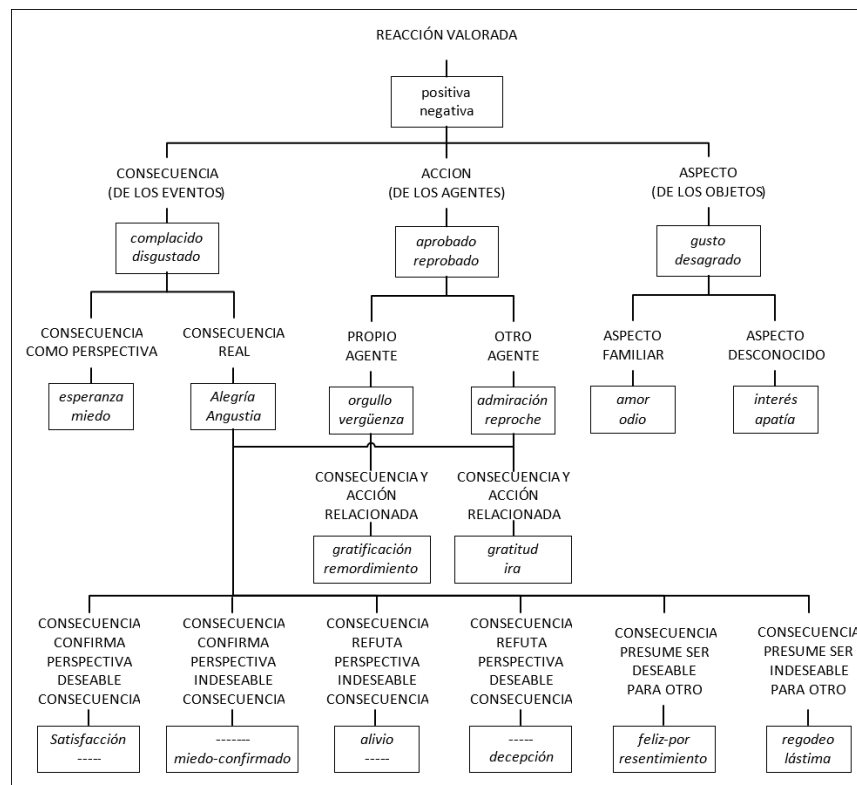 REACCIÓN VALORADA
positiva
negativa
CONSECUENCIA
(DE LOS EVENTOS)
complacido
disgustado
ACCION
(DE LOS AGENTES)
aprobado
reprobado
ASPECTO
(DE LOS OBJETOS)
gusto
desagrado
CONSECUENCIA
COMO PERSPECTIVA
esperanza
miedo
CONSECUENCIA
REAL
Alegría
Angustia
PROPIO
AGENTE
orgullo
vergüenza
OTRO
AGENTE
admiración
reproche
ASPECTO
FAMILIAR
amor
odio
ASPECTO
DESCONOCIDO
interés
apatía
CONSECUENCIA Y
ACCIÓN
RELACIONADA
gratificación
remordimiento
CONSECUENCIA Y
ACCIÓN
RELACIONADA
gratitud
ira
CONSECUENCIA
CONFIRMA
PERSPECTIVA
DESEABLE
CONSECUENCIA
Satisfacción
-----
CONSECUENCIA
CONFIRMA
PERSPECTIVA
INDESEABLE
CONSECUENCIA
-------
miedo-confirmado
CONSECUENCIA
REFUTA
PERSPECTIVA
INDESEABLE
CONSECUENCIA
alivio
-----
CONSECUENCIA
REFUTA
PERSPECTIVA
DESEABLE
CONSECUENCIA
-----
decepción
CONSECUENCIA
PRESUME SER
DESEABLE
PARA OTRO
feliz-por
resentimiento
CONSECUENCIA
PRESUME SER
INDESEABLE
PARA OTRO
regodeo
lástima